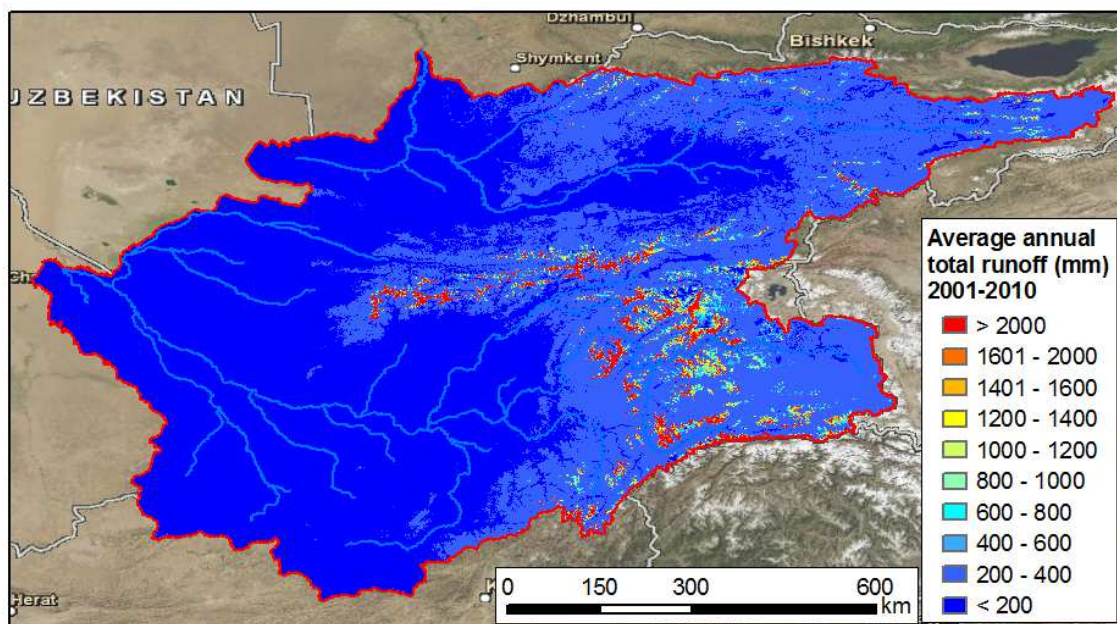 Dzhambul
Bishkek
Shymkent
UZBEKISTAN
Average annual
total runoff (mm)
2001-2010
> 2000
1601 - 2000
1401 - 1600
1200 - 1400
1000 - 1200
800 - 1000
600 - 800
400 - 600
200 - 400
< 200
0 150 300 600
km
Herat